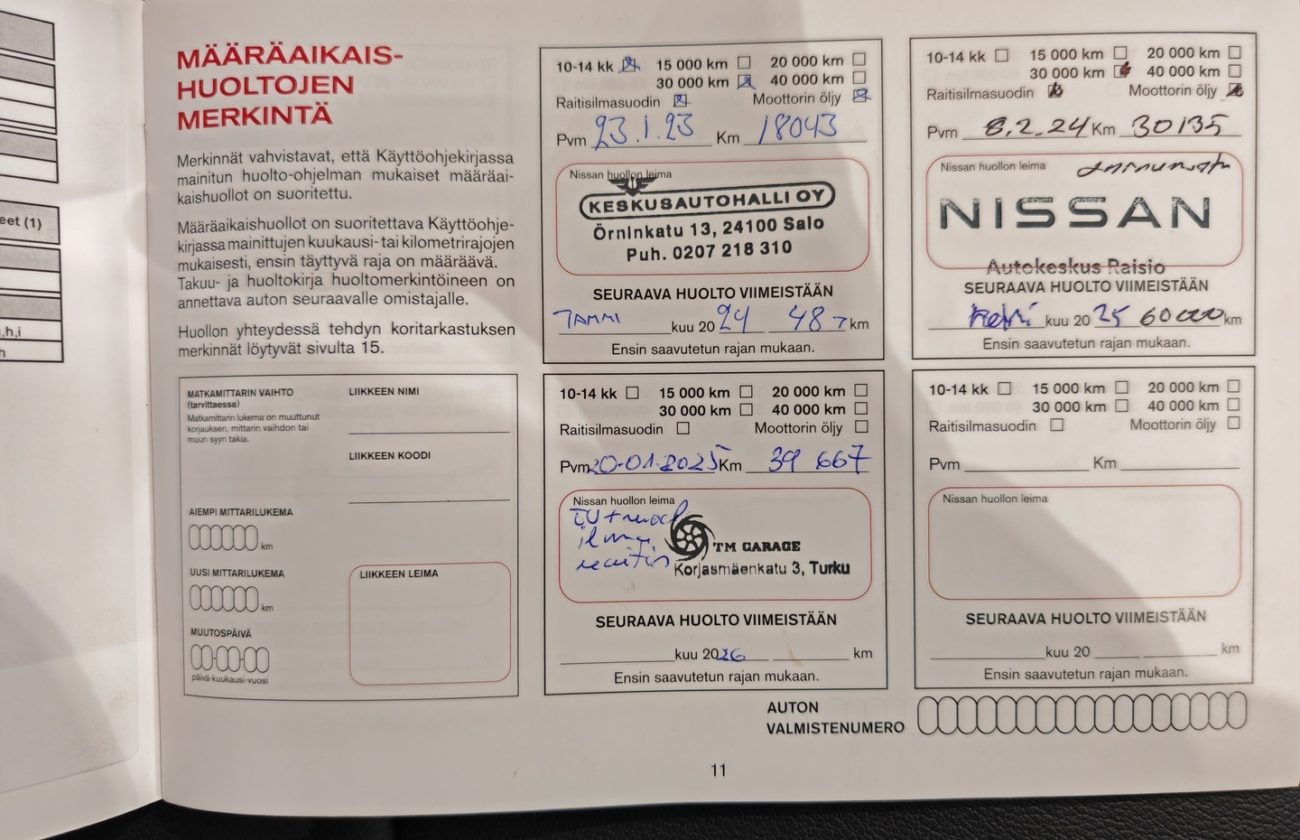 eet (1)
,h,i
h
MÄÄRÄAIKAIS-
HUOLTOJEN
MERKINTÄ
Merkinnät vahvistavat, että Käyttöohjekirjassa
mainitun huolto-ohjelman mukaiset määräai-
kaishuollot on suoritettu.
Määräaikaishuollot on suoritettava Käyttöohje-
kirjassa mainittujen kuukausi- tai kilometrirajojen
mukaisesti, ensin täyttyvä raja on määräävä.
Takuu- ja huoltokirja huoltomerkintöineen on
annettava auton seuraavalle omistajalle.
Huollon yhteydessä tehdyn koritarkastuksen
merkinnät löytyvät sivulta 15.
MATKAMITTARIN VAIHTO
(tarvittaessa)
Matkamittarin lukema on muuttunut
korjauksen, mittarin vaihdon tai
muun syyn takia.
LIIKKEEN NIMI
LIIKKEEN KOODI
AIEMPI MITTARILUKEMA
km
UUSI MITTARILUKEMA
km
MUUTOSPÄIVÄ
päivä-kuukausi-vuosi
LIIKKEEN LEIMA
10-14 kk 15 000 km 20 000 km
30 000 km 40 000 km
Raitisilmasuodin Moottorin öljy
Pvm 23.1.23 Km 18043
Nissan huollon leima
KESKUSAUTOHALLI OY
Örninkatu 13, 24100 Salo
Puh. 0207 218 310
SEURAAVA HUOLTO VIIMEISTÄÄN
TAMMI kuu 2024 48 km
Ensin saavutetun rajan mukaan.
10-14 kk 15 000 km 20 000 km
30 000 km 40 000 km
Raitisilmasuodin Moottorin öljy
Pvm 8.2.24 Km 30135
Nissan huollon leima
NISSAN
Autokeskus Raisio
SEURAAVA HUOLTO VIIMEISTÄÄN
Helmi kuu 2025 60000 km
Ensin saavutetun rajan mukaan.
10-14 kk 15 000 km 20 000 km
30 000 km 40 000 km
Raitisilmasuodin Moottorin öljy
Pvm 20.01.2025 Km 39 667
Nissan huollon leima
TM GARAGE
Korjasmäenkatu 3, Turku
SEURAAVA HUOLTO VIIMEISTÄÄN
kuu 2026 km
Ensin saavutetun rajan mukaan.
10-14 kk 15 000 km 20 000 km
30 000 km 40 000 km
Raitisilmasuodin Moottorin öljy
Pvm Km
Nissan huollon leima
SEURAAVA HUOLTO VIIMEISTÄÄN
kuu 20 km
Ensin saavutetun rajan mukaan.
AUTON
VALMISTENUMERO
11